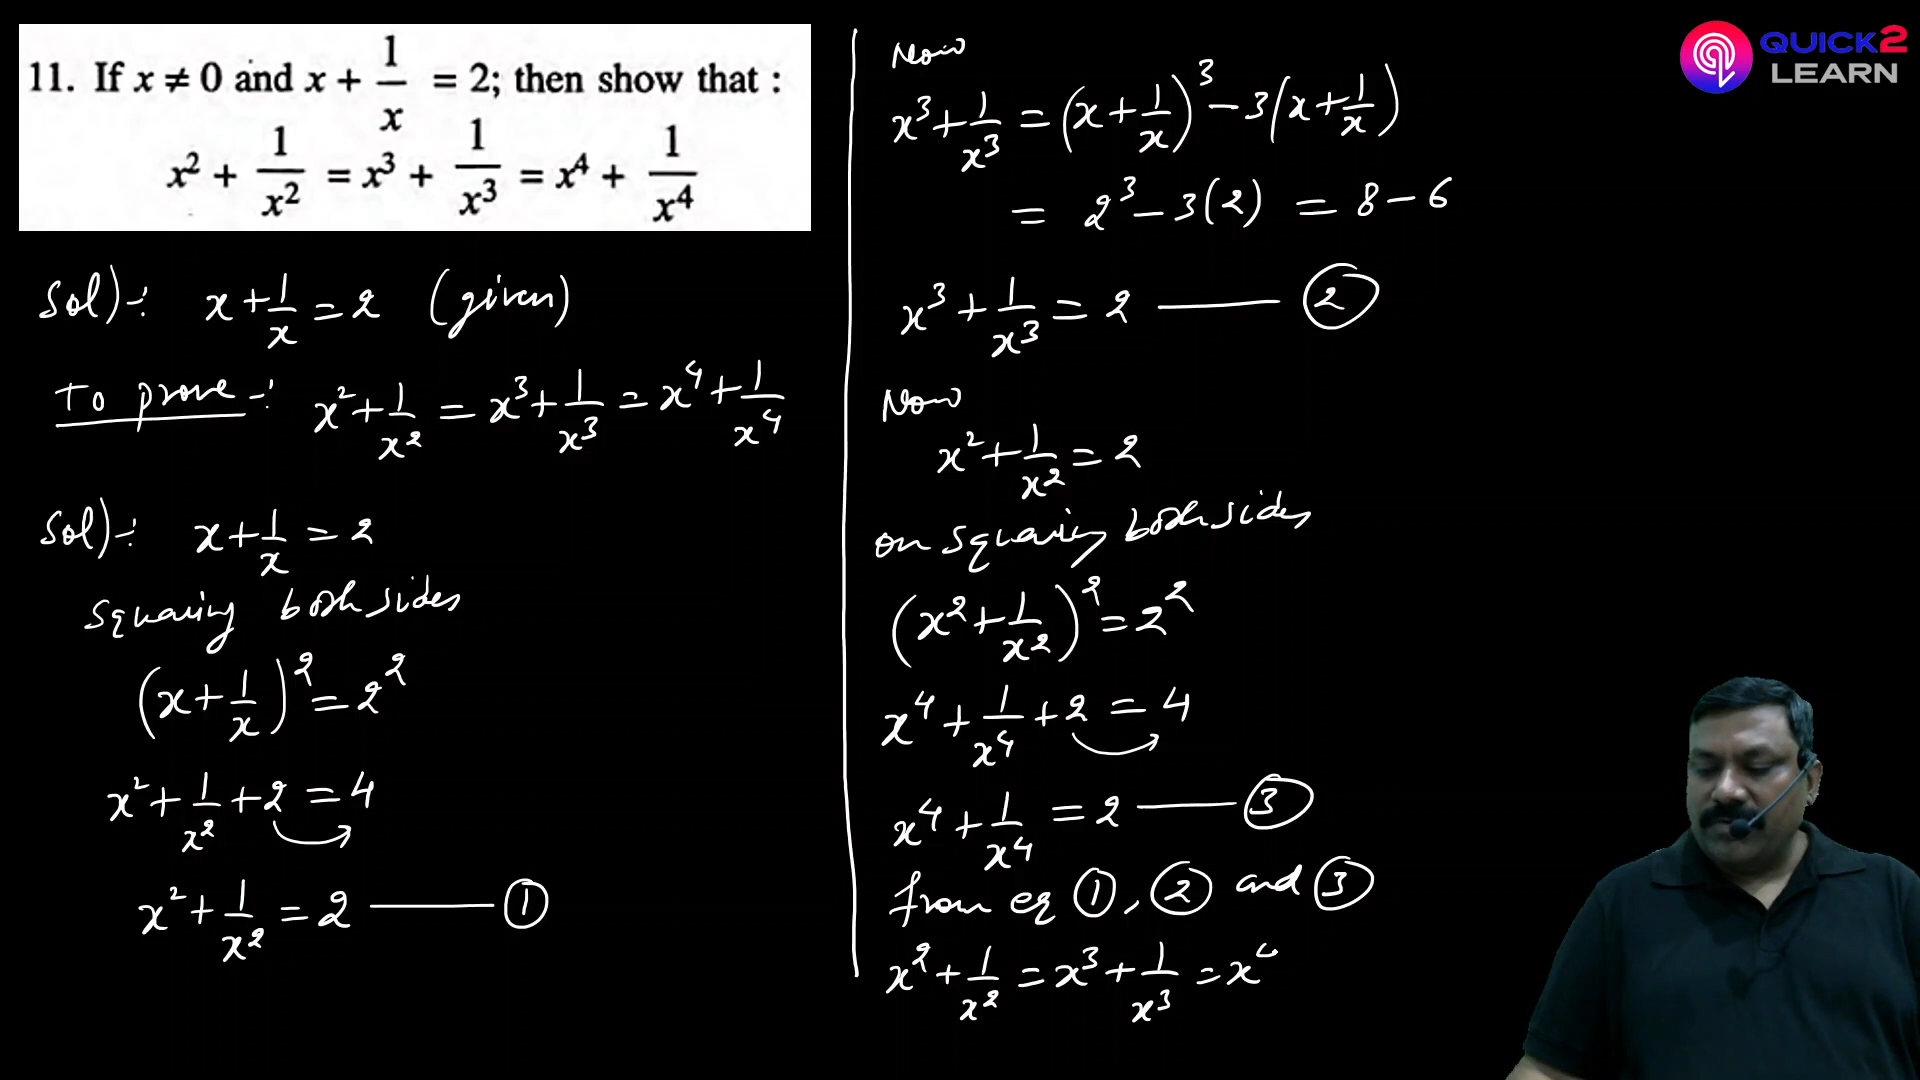 11. If x ≠ 0 and x + 1/x = 2; then show that :
x² + 1/x² = x³ + 1/x³ = x⁴ + 1/x⁴
Sol):- x + 1/x = 2 (given)
To prove:- x² + 1/x² = x³ + 1/x³ = x⁴ + 1/x⁴
Sol):- x + 1/x = 2
Squaring both sides
(x + 1/x)² = 2²
x² + 1/x² + 2 = 4
x² + 1/x² = 2 —— ①
Now
x³ + 1/x³ = (x + 1/x)³ - 3(x + 1/x)
= 2³ - 3(2) = 8 - 6
x³ + 1/x³ = 2 —— ②
Now
x² + 1/x² = 2
on squaring both sides
(x² + 1/x²)² = 2²
x⁴ + 1/x⁴ + 2 = 4
x⁴ + 1/x⁴ = 2 —— ③
from eq ①, ② and ③
x² + 1/x² = x³ + 1/x³ = x⁴
QUICK2
LEARN